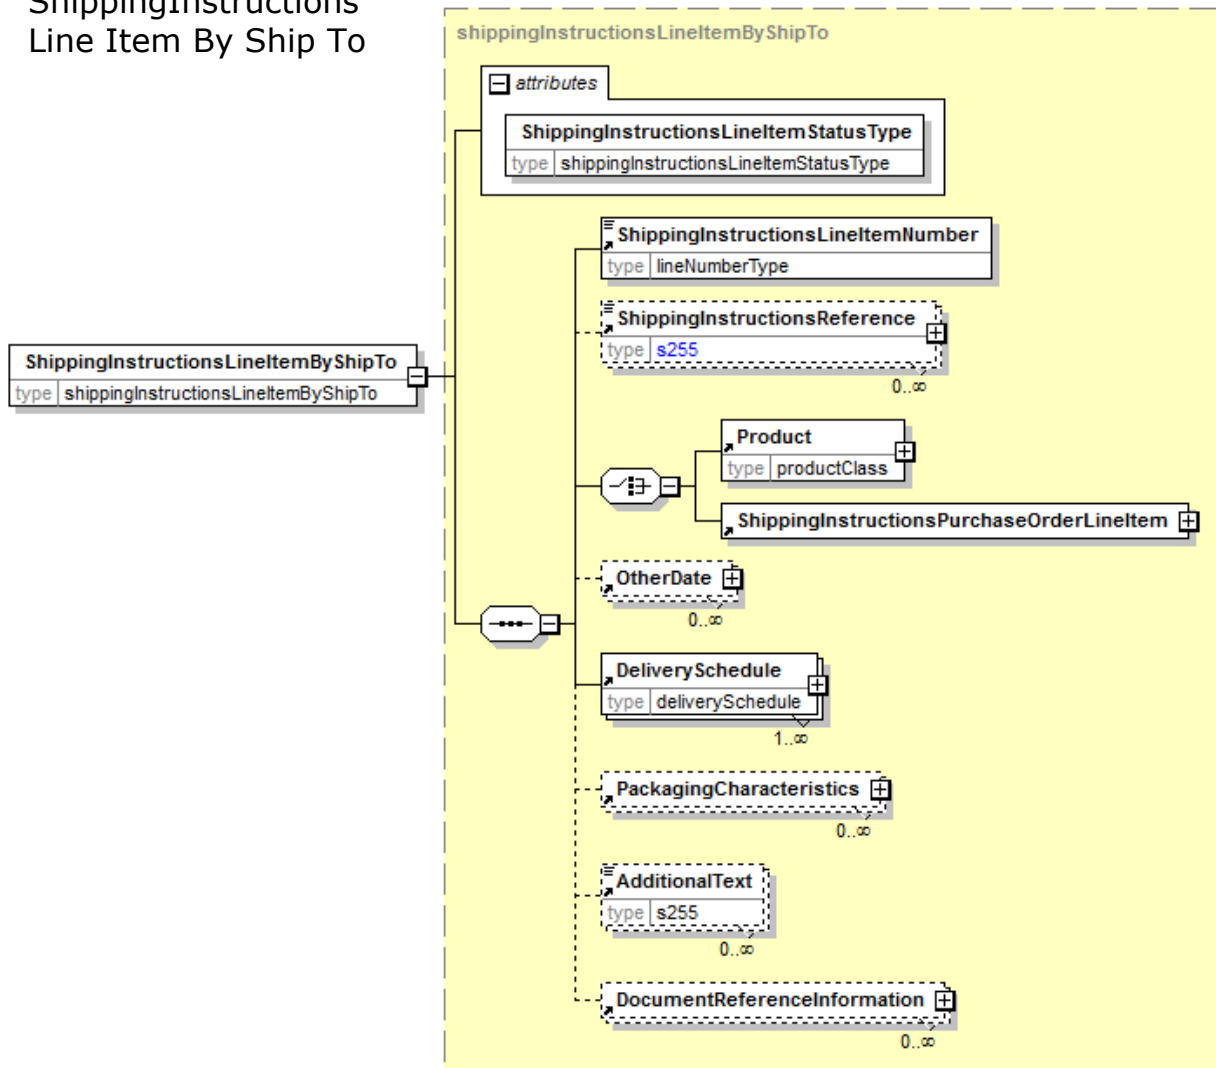 ShippingInstructions
Line Item By Ship To
shippingInstructionsLineItemByShipTo
attributes
ShippingInstructionsLineItemStatusType
type shippingInstructionsLineItemStatusType
ShippingInstructionsLineItemNumber
type lineNumberType
ShippingInstructionsReference
type s255
0..∞
ShippingInstructionsLineItemByShipTo
type shippingInstructionsLineItemByShipTo
Product
type productClass
ShippingInstructionsPurchaseOrderLineItem
OtherDate
0..∞
DeliverySchedule
type deliverySchedule
1..∞
PackagingCharacteristics
0..∞
AdditionalText
type s255
0..∞
DocumentReferenceInformation
0..∞